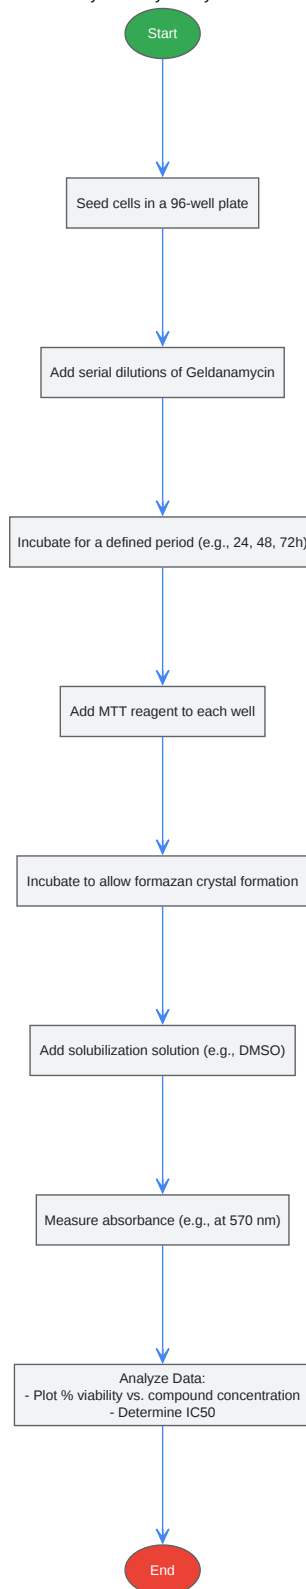 Start
Seed cells in a 96-well plate
Add serial dilutions of Geldanamycin
Incubate for a defined period (e.g., 24, 48, 72h)
Add MTT reagent to each well
Incubate to allow formazan crystal formation
Add solubilization solution (e.g., DMSO)
Measure absorbance (e.g., at 570 nm)
Analyze Data:
- Plot % viability vs. compound concentration
- Determine IC50
End